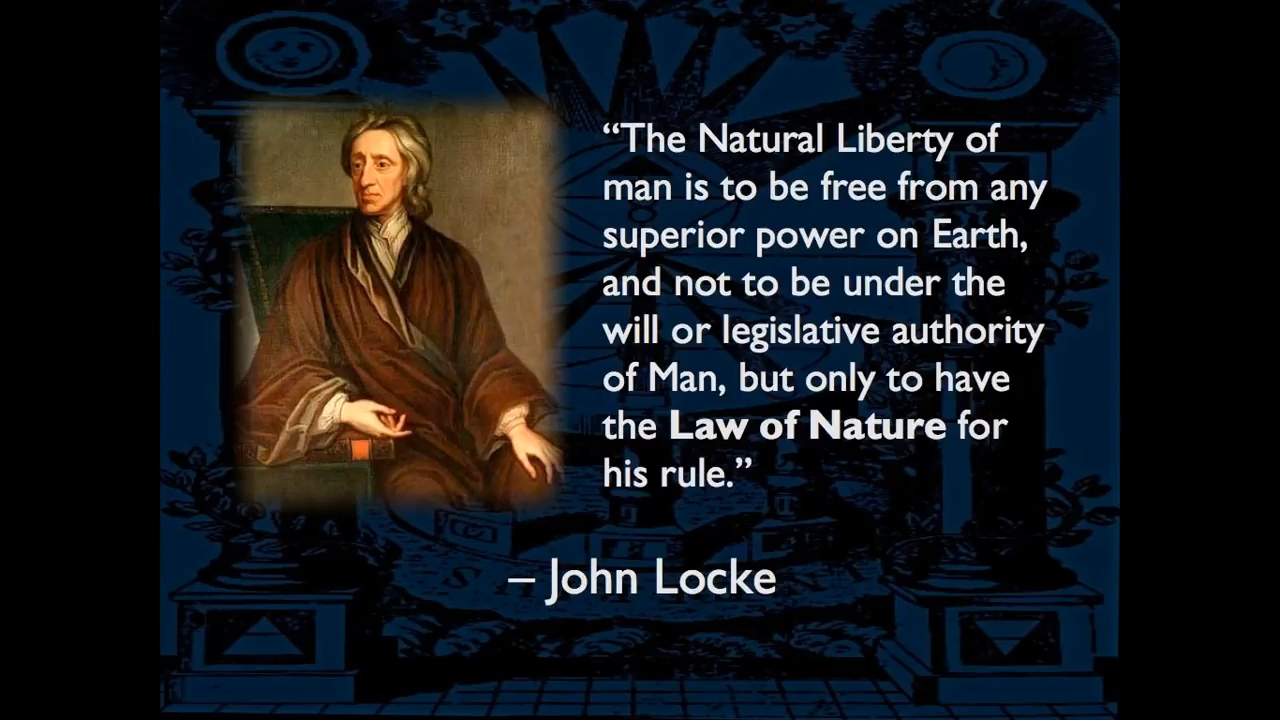 “The Natural Liberty of
man is to be free from any
superior power on Earth,
and not to be under the
will or legislative authority
of Man, but only to have
the Law of Nature for
his rule.”
– John Locke